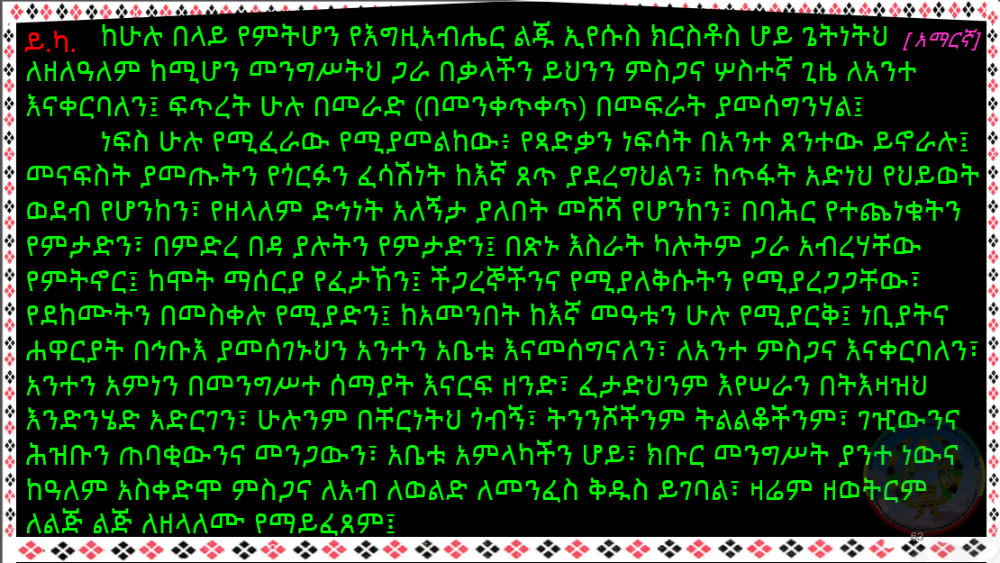 ይ.ካ. ከሁሉ በላይ የምትሆን የእግዚአብሔር ልጁ ኢየሱስ ክርስቶስ ሆይ ጌትነትህ [ አማርኛ]
ለዘለዓለም ከሚሆን መንግሥትህ ጋራ በቃላችን ይህንን ምስጋና ሦስተኛ ጊዜ ለአንተ
እናቀርባለን፤ ፍጥረት ሁሉ በመራድ (በመንቀጥቀጥ) በመፍራት ያመሰግንሃል፤
ነፍስ ሁሉ የሚፈራው የሚያመልከው፥ የጻድቃን ነፍሳት በአንተ ጸንተው ይኖራሉ፤
መናፍስት ያመጡትን የጎርፉን ፈሳሽነት ከእኛ ጸጥ ያደረግህልን፣ ከጥፋት አድነህ የህይወት
ወደብ የሆንከን፣ የዘላለም ድኅነት አለኝታ ያለበት መሸሻ የሆንከን፣ በባሕር የተጨነቁትን
የምታድን፣ በምድረ በዳ ያሉትን የምታድን፤ በጽኑ እስራት ካሉትም ጋራ አብረሃቸው
የምትኖር፤ ከሞት ማሰርያ የፈታኸን፤ ችጋረኞችንና የሚያለቅሱትን የሚያረጋጋቸው፣
የደከሙትን በመስቀሉ የሚያድን፤ ከአመንበት ከእኛ መዓቱን ሁሉ የሚያርቅ፤ ነቢያትና
ሐዋርያት በኅቡእ ያመሰገኑህን አንተን አቤቱ እናመሰግናለን፣ ለአንተ ምስጋና እናቀርባለን፣
አንተን አምነን በመንግሥተ ሰማያት እናርፍ ዘንድ፣ ፈታድህንም እየሠራን በትእዛዝህ
እንድንሄድ አድርገን፣ ሁሉንም በቸርነትህ ጎብኝ፣ ትንንሾችንም ትልልቆችንም፣ ገዢውንና
ሕዝቡን ጠባቂውንና መንጋውን፣ አቤቱ አምላካችን ሆይ፣ ክቡር መንግሥት ያንተ ነውና
ከዓለም አስቀድሞ ምስጋና ለአብ ለወልድ ለመንፈስ ቅዱስ ይገባል፣ ዛሬም ዘወትርም
ለልጅ ልጅ ለዘላለሙ የማይፈጸም፤
63